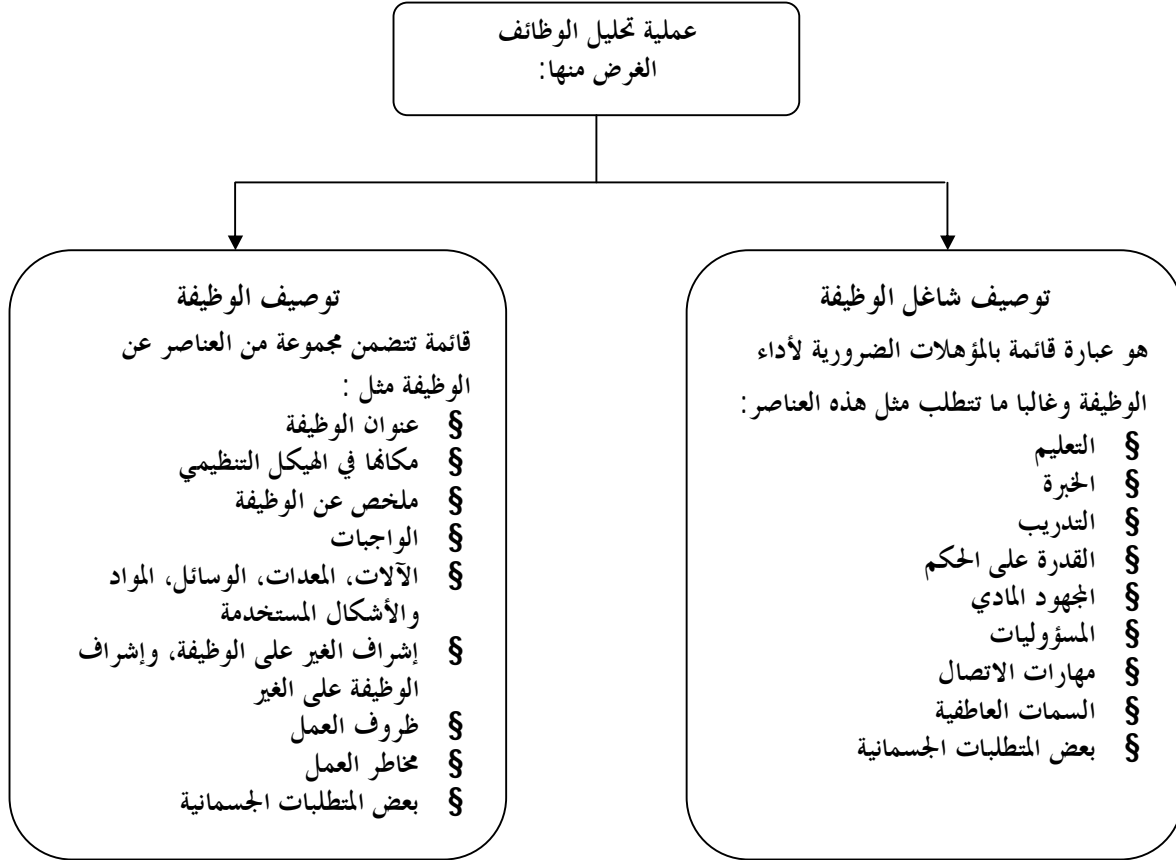 عملية تحليل الوظائف
الغرض منها:
توصيف شاغل الوظيفة
هو عبارة قائمة بالمؤهلات الضرورية لأداء
الوظيفة وغالبا ما تتطلب مثل هذه العناصر:
§ التعليم
§ الخبرة
§ التدريب
§ القدرة على الحكم
§ المجهود المادي
§ المسؤوليات
§ مهارات الاتصال
§ السمات العاطفية
§ بعض المتطلبات الجسمانية
توصيف الوظيفة
قائمة تتضمن مجموعة من العناصر عن
الوظيفة مثل :
§ عنوان الوظيفة
§ مكانها في الهيكل التنظيمي
§ ملخص عن الوظيفة
§ الواجبات
§ الآلات، المعدات، الوسائل، المواد
والأشكال المستخدمة
§ إشراف الغير على الوظيفة، وإشراف
الوظيفة على الغير
§ ظروف العمل
§ مخاطر العمل
§ بعض المتطلبات الجسمانية